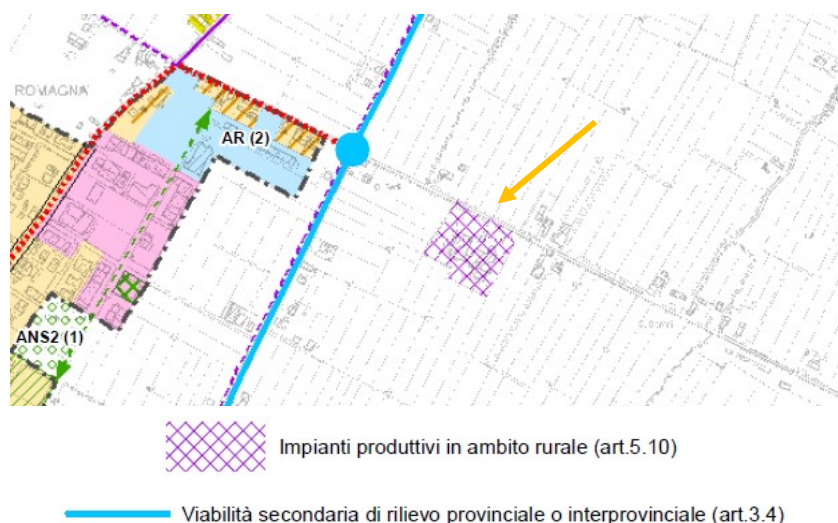 ROMAGNA
AR (2)
ANS2 (1)
Impianti produttivi in ambito rurale (art.5.10)
Viabilità secondaria di rilievo provinciale o interprovinciale (art.3.4)